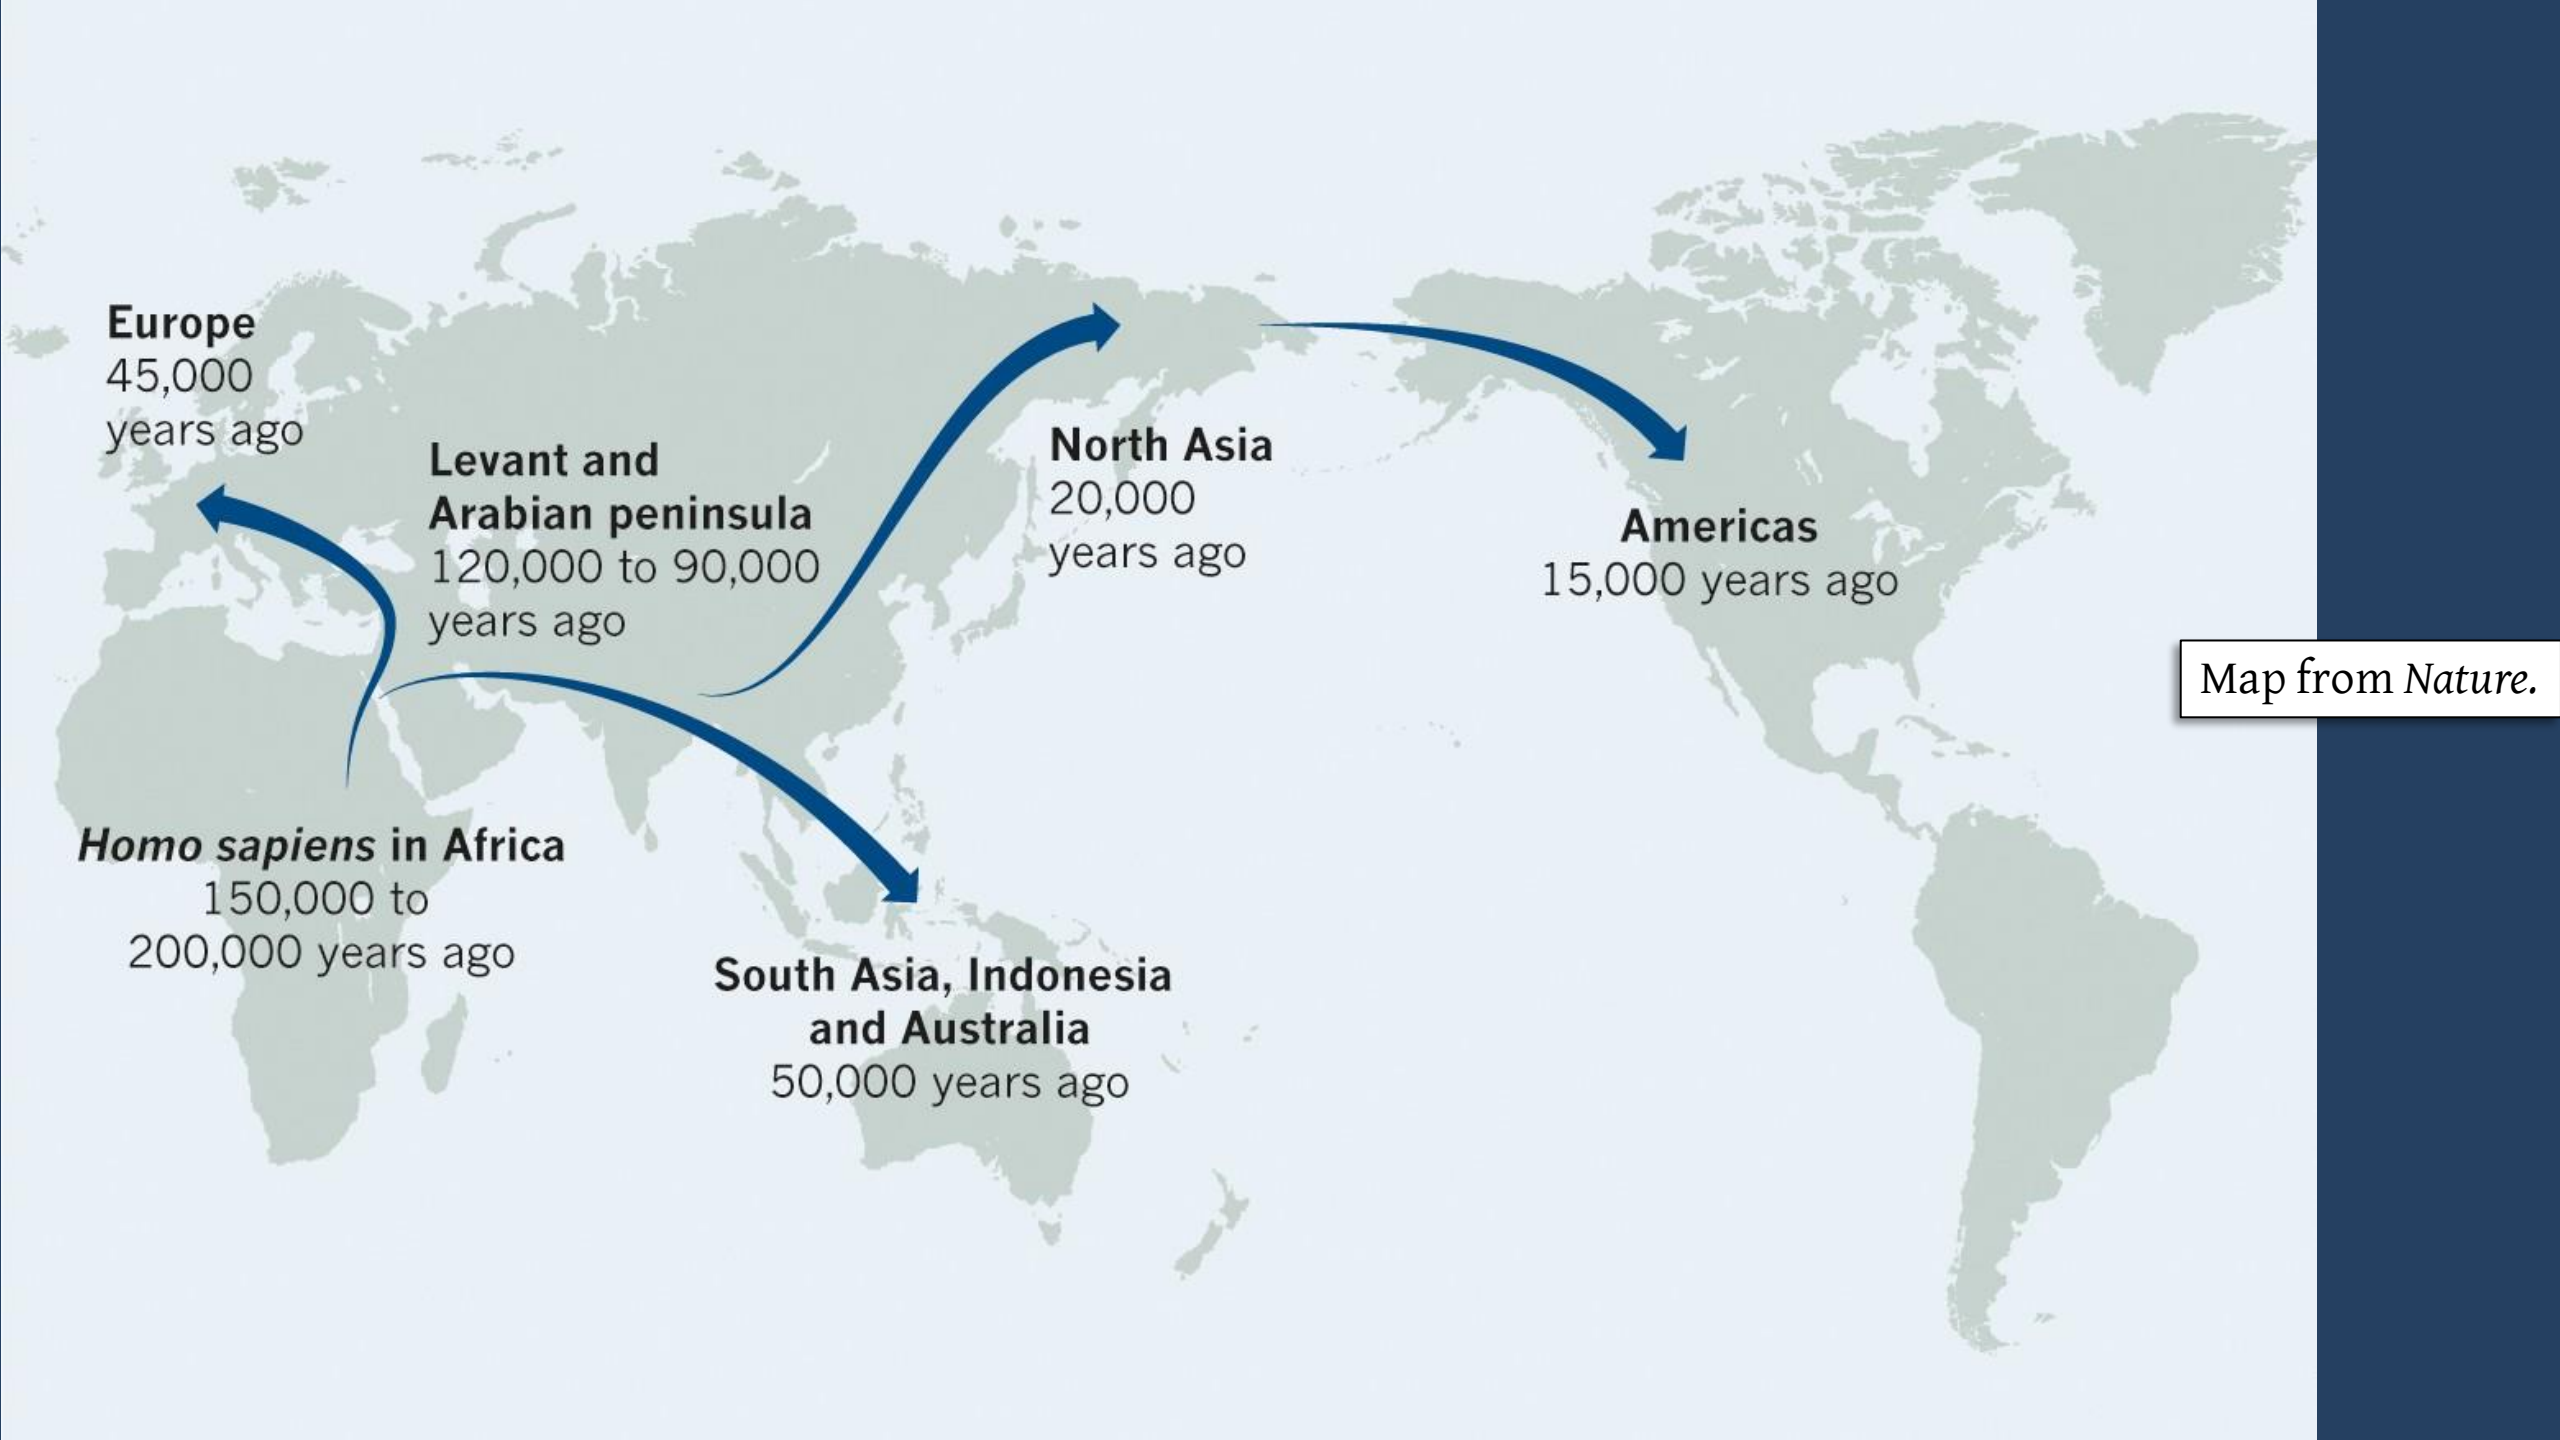 Europe
45,000
years ago
Levant and
Arabian peninsula
120,000 to 90,000
years ago
North Asia
20,000
years ago
Americas
15,000 years ago
Map from Nature.
Homo sapiens in Africa
150,000 to
200,000 years ago
South Asia, Indonesia
and Australia
50,000 years ago